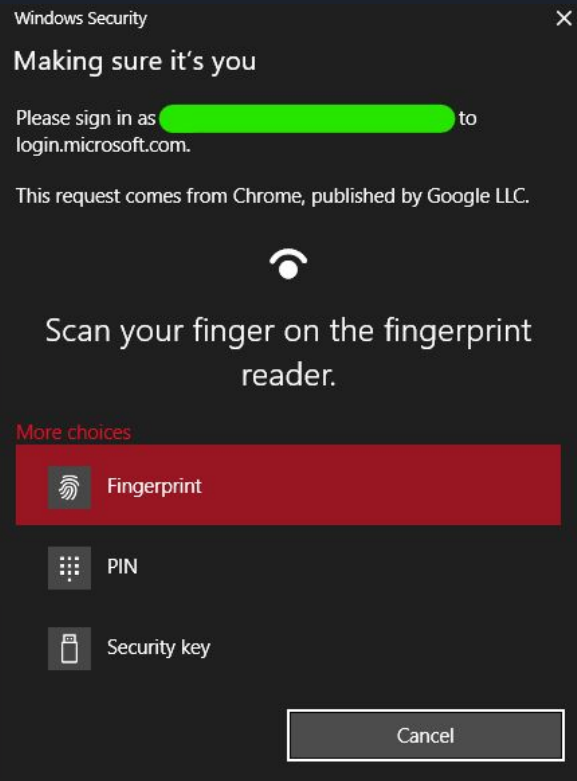 Windows Security
Making sure it's you
Please sign in as to
login.microsoft.com.
This request comes from Chrome, published by Google LLC.
Scan your finger on the fingerprint
reader.
More choices
Fingerprint
PIN
Security key
Cancel